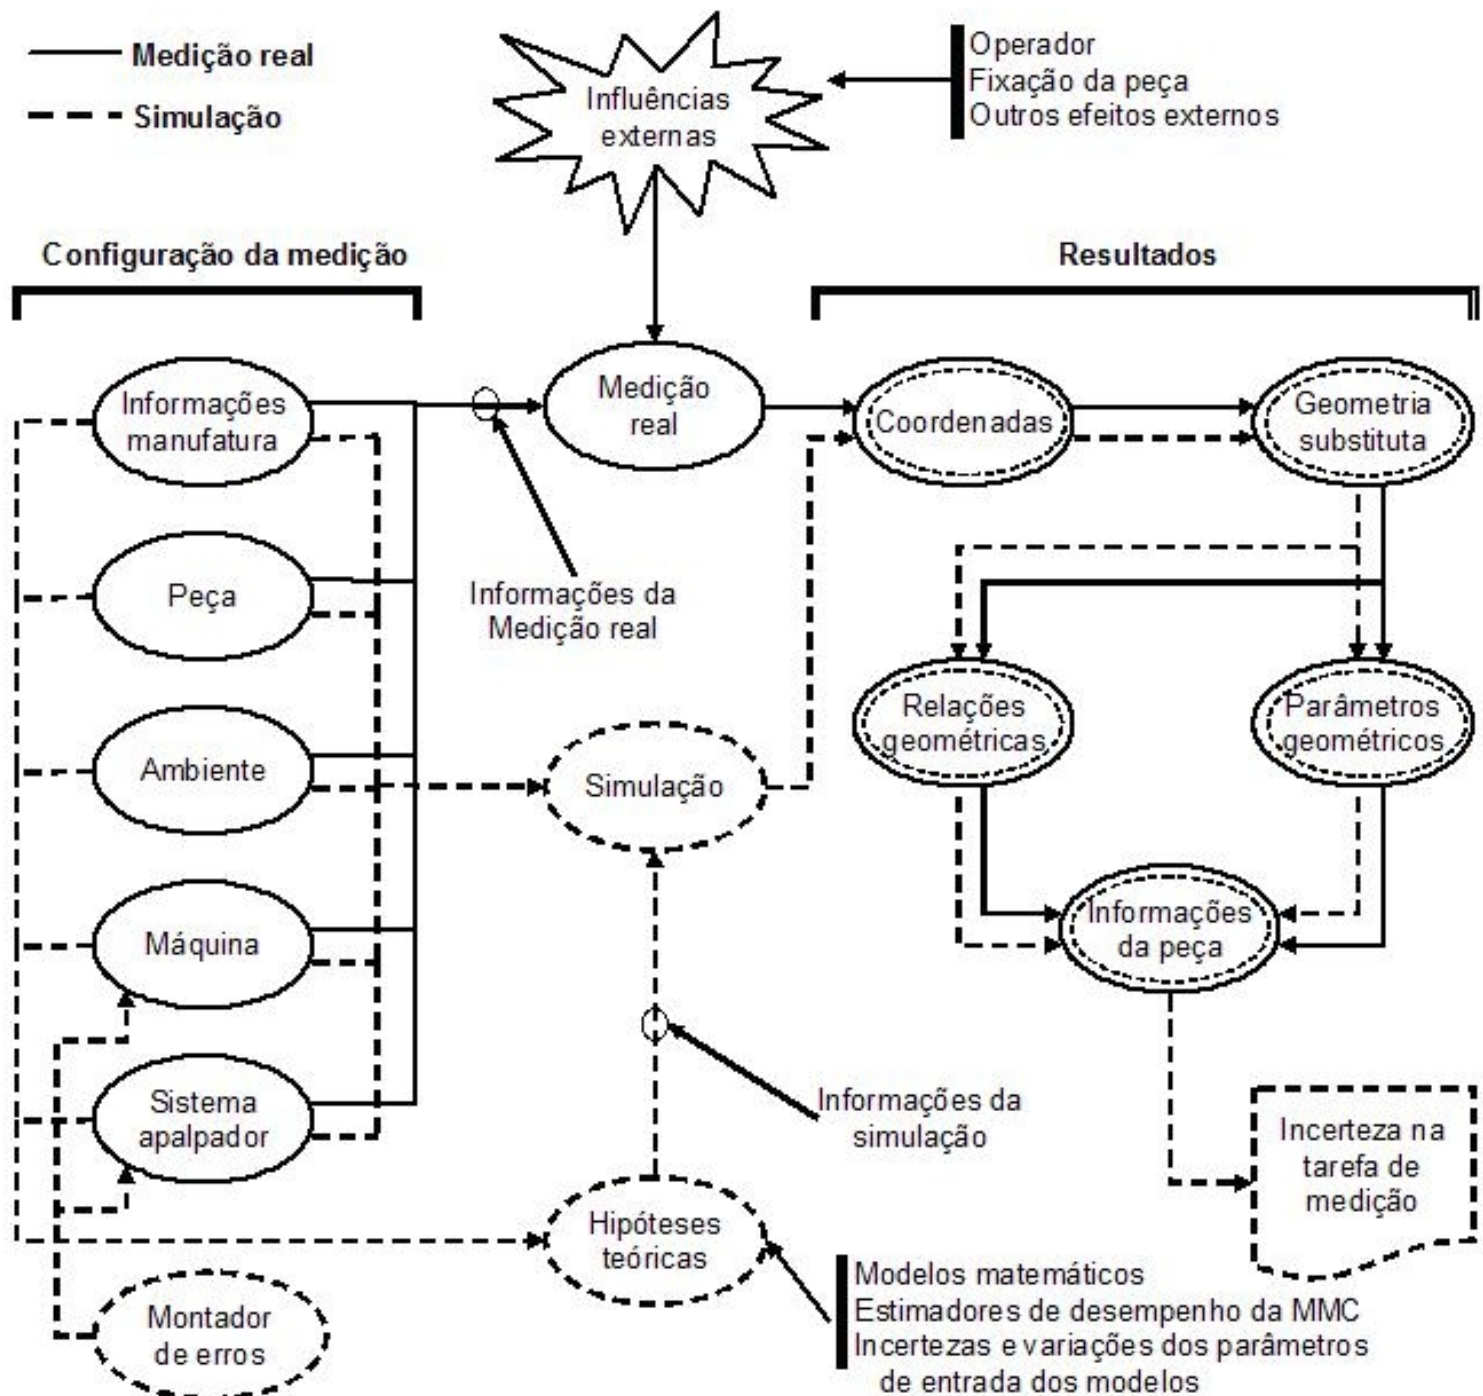 Medição real
Simulação
Influências
externas
Operador
Fixação da peça
Outros efeitos externos
Configuração da medição
Resultados
Informações
manufatura
Medição
real
Coordenadas
Geometria
substituta
Peça
Informações da
Medição real
Relações
geométricas
Parâmetros
geométricos
Ambiente
Simulação
Máquina
Informações
da peça
Sistema
apalpador
Informações da
simulação
Incerteza na
tarefa de
medição
Hipóteses
teóricas
Montador
de erros
Modelos matemáticos
Estimadores de desempenho da MMC
Incertezas e variações dos parâmetros
de entrada dos modelos